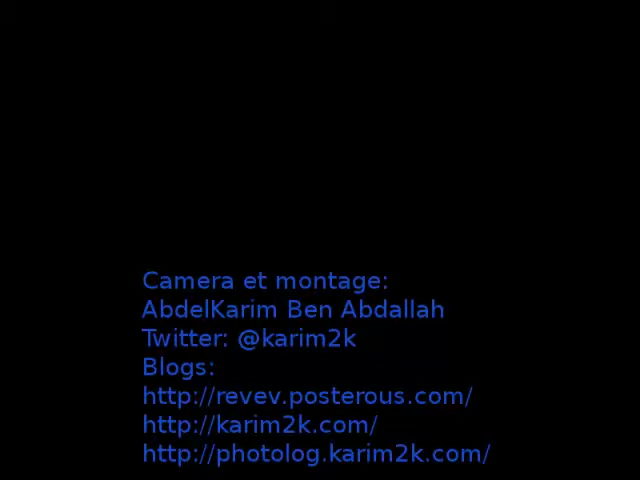 Camera et montage:
AbdelKarim Ben Abdallah
Twitter: @karim2k
Blogs:
http://revev.posterous.com/
http://karim2k.com/
http://photolog.karim2k.com/